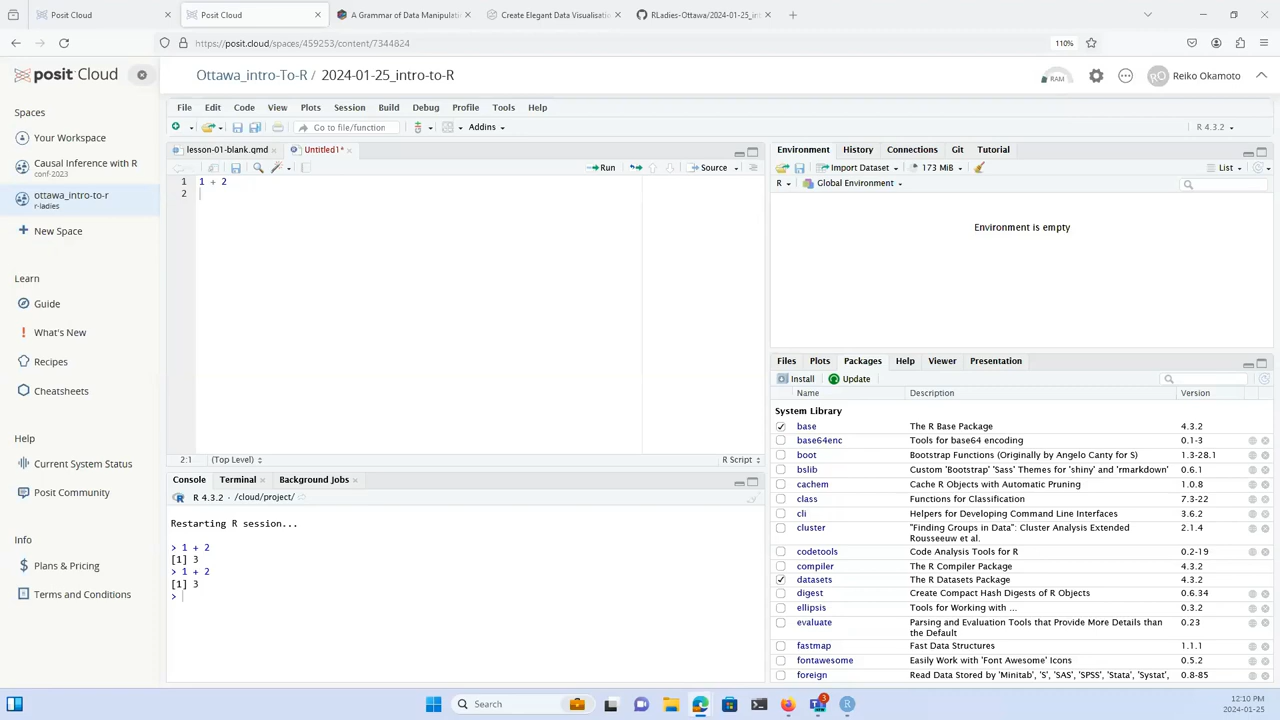 Posit Cloud
Posit Cloud
A Grammar of Data Manipulati
Create Elegant Data Visualisatio
RLadies-Ottawa/2024-01-25_int
https://posit.cloud/spaces/459253/content/7344824
110%
posit Cloud
Ottawa_intro-To-R / 2024-01-25_intro-to-R
RAM
RO
Reiko Okamoto
Spaces
Your Workspace
Causal Inference with R
conf-2023
ottawa_intro-to-r
r-ladies
New Space
Learn
Guide
What's New
Recipes
Cheatsheets
Help
Current System Status
Posit Community
Info
Plans & Pricing
Terms and Conditions
File Edit Code View Plots Session Build Debug Profile Tools Help
Go to file/function
Addins
R 4.3.2
lesson-01-blank.qmd
Untitled1*
Run
Source
1 1 + 2
2
2:1 (Top Level)
R Script
Console Terminal Background Jobs
R 4.3.2 · /cloud/project/
Restarting R session...
> 1 + 2
[1] 3
> 1 + 2
[1] 3
>
Environment History Connections Git Tutorial
Import Dataset
173 MiB
List
R Global Environment
Environment is empty
Files Plots Packages Help Viewer Presentation
Install Update
Name Description Version
System Library
base The R Base Package 4.3.2
base64enc Tools for base64 encoding 0.1-3
boot Bootstrap Functions (Originally by Angelo Canty for S) 1.3-28.1
bslib Custom 'Bootstrap' 'Sass' Themes for 'shiny' and 'rmarkdown' 0.6.1
cachem Cache R Objects with Automatic Pruning 1.0.8
class Functions for Classification 7.3-22
cli Helpers for Developing Command Line Interfaces 3.6.2
cluster "Finding Groups in Data": Cluster Analysis Extended 2.1.4
Rousseeuw et al.
codetools Code Analysis Tools for R 0.2-19
compiler The R Compiler Package 4.3.2
datasets The R Datasets Package 4.3.2
digest Create Compact Hash Digests of R Objects 0.6.34
ellipsis Tools for Working with ... 0.3.2
evaluate Parsing and Evaluation Tools that Provide More Details than 0.23
the Default
fastmap Fast Data Structures 1.1.1
fontawesome Easily Work with 'Font Awesome' Icons 0.5.2
foreign Read Data Stored by 'Minitab', 'S', 'SAS', 'SPSS', 'Stata', 'Systat', 0.8-85
Search
3
12:10 PM
2024-01-25